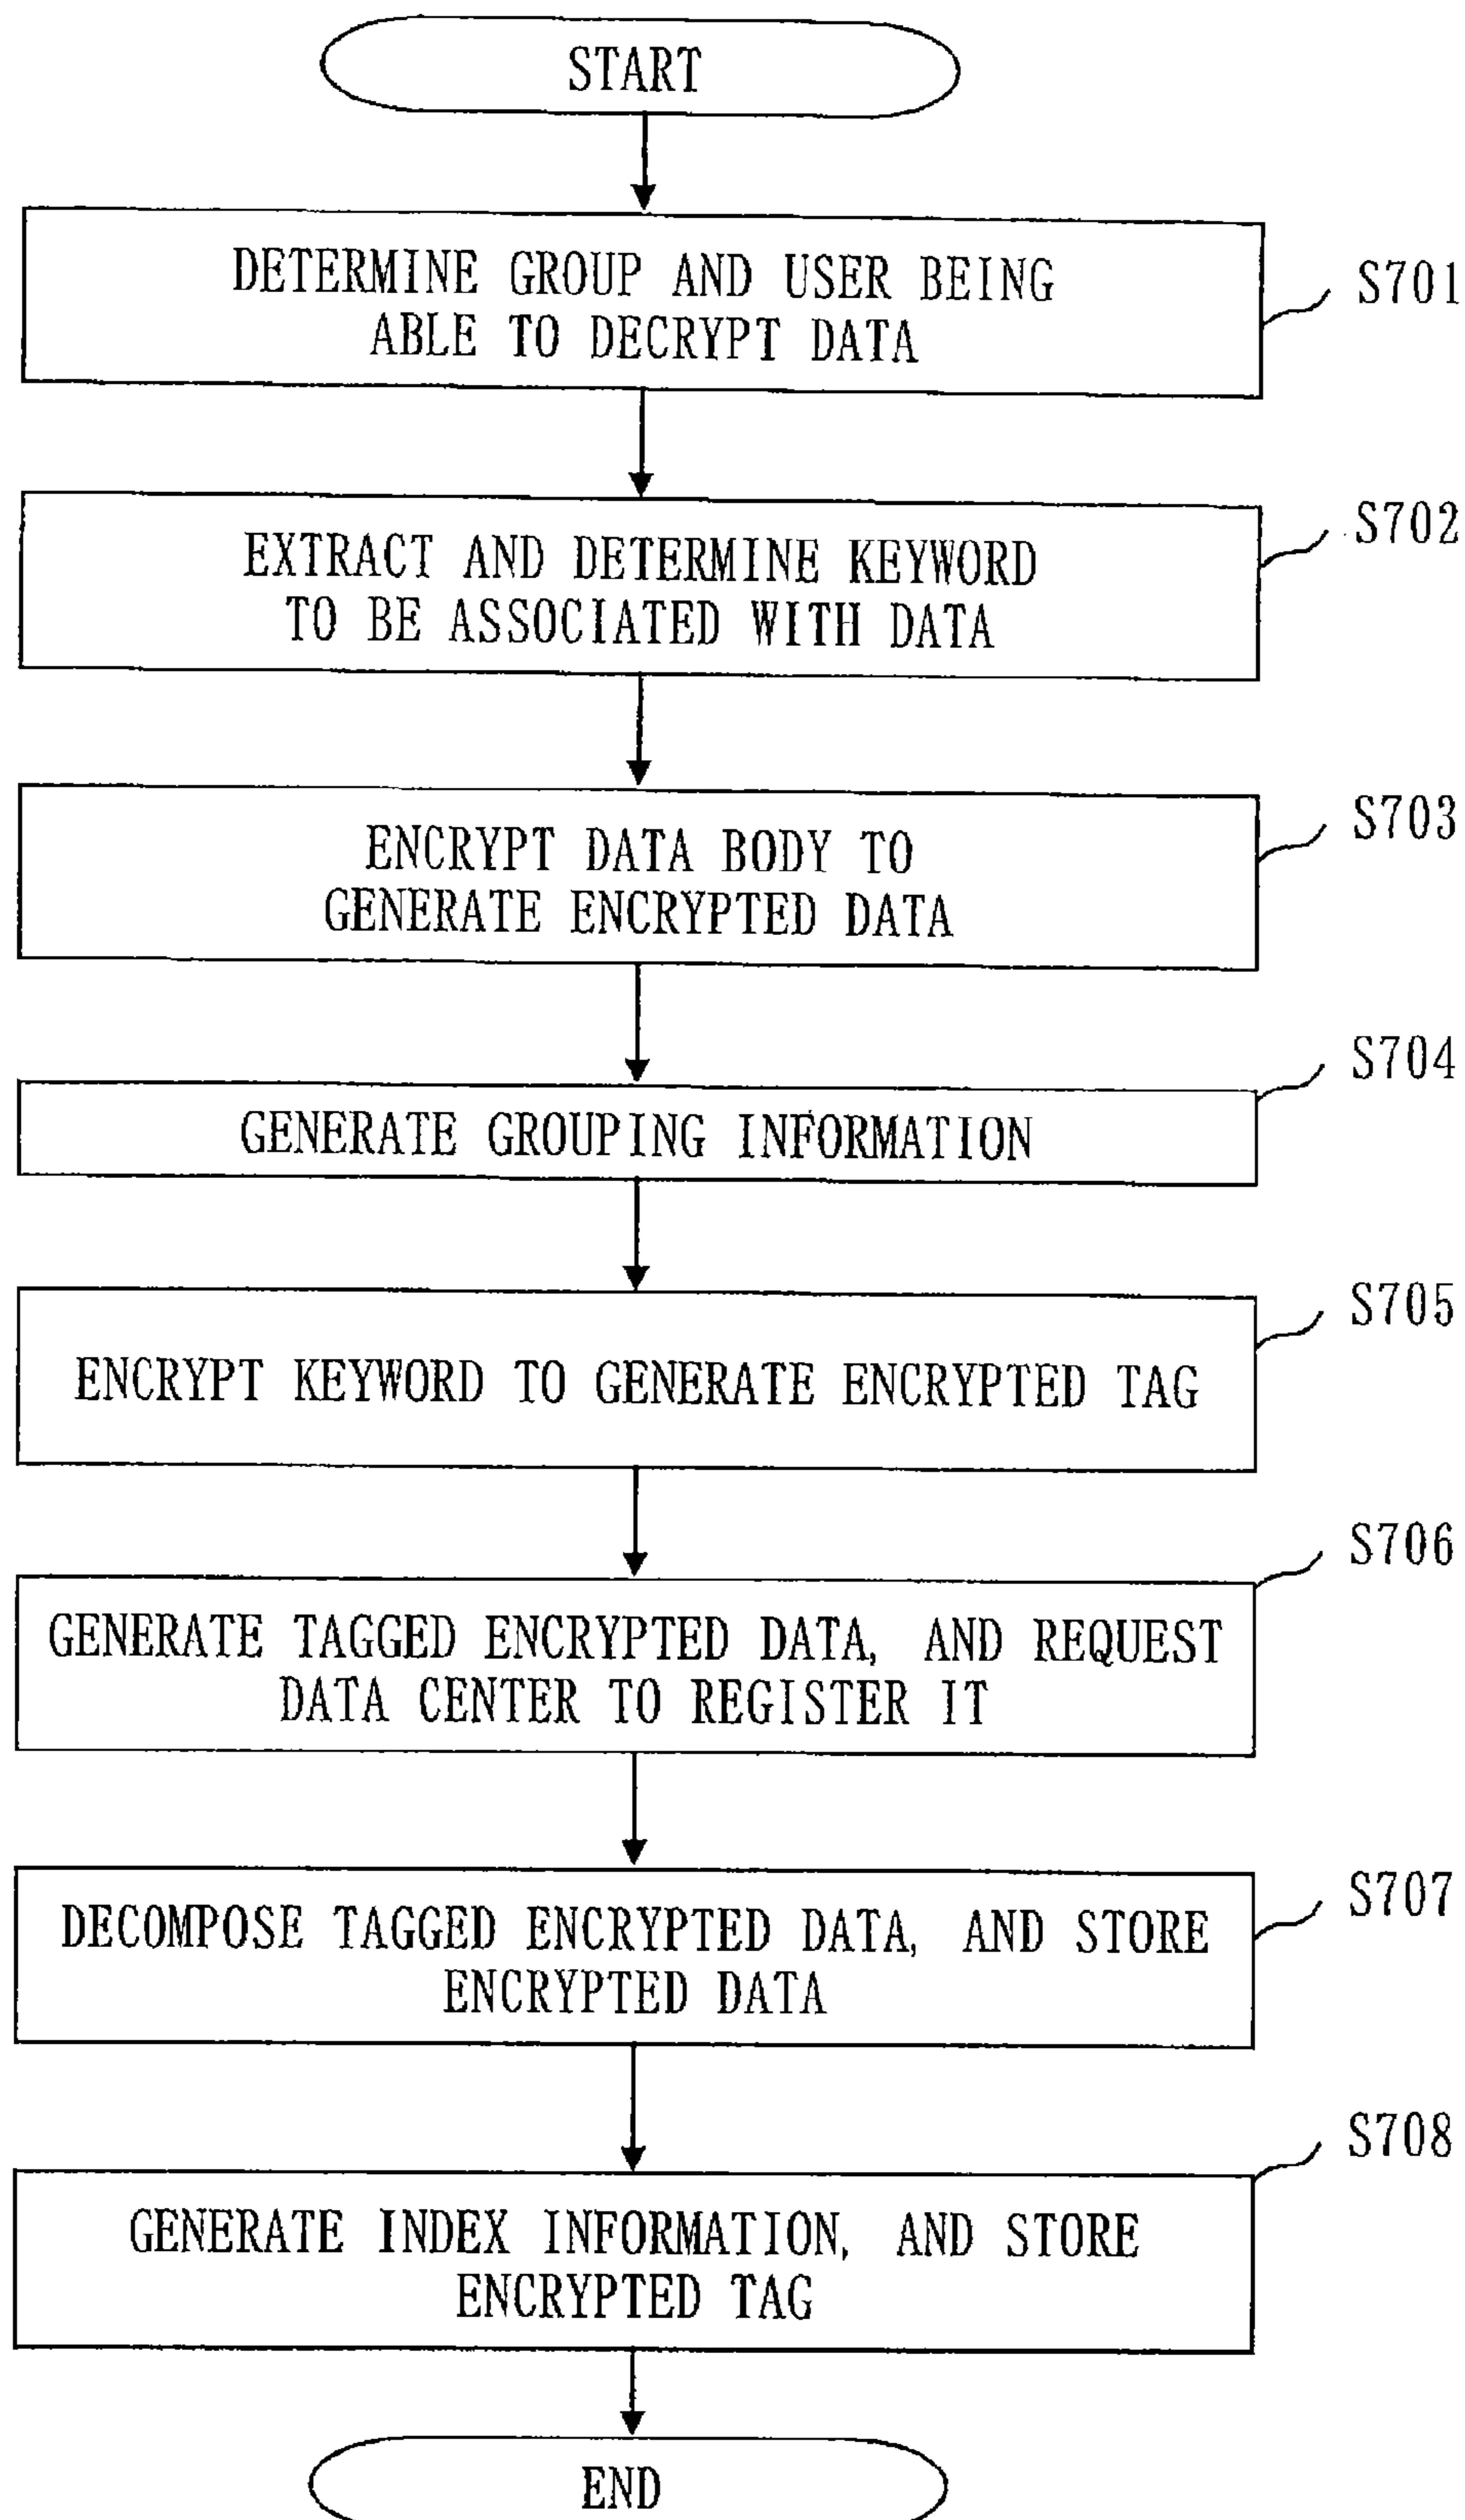 START
DETERMINE GROUP AND USER BEING
ABLE TO DECRYPT DATA
S701
EXTRACT AND DETERMINE KEYWORD
TO BE ASSOCIATED WITH DATA
S702
ENCRYPT DATA BODY TO
GENERATE ENCRYPTED DATA
S703
GENERATE GROUPING INFORMATION
S704
ENCRYPT KEYWORD TO GENERATE ENCRYPTED TAG
S705
GENERATE TAGGED ENCRYPTED DATA, AND REQUEST
DATA CENTER TO REGISTER IT
S706
DECOMPOSE TAGGED ENCRYPTED DATA, AND STORE
ENCRYPTED DATA
S707
GENERATE INDEX INFORMATION, AND STORE
ENCRYPTED TAG
S708
END